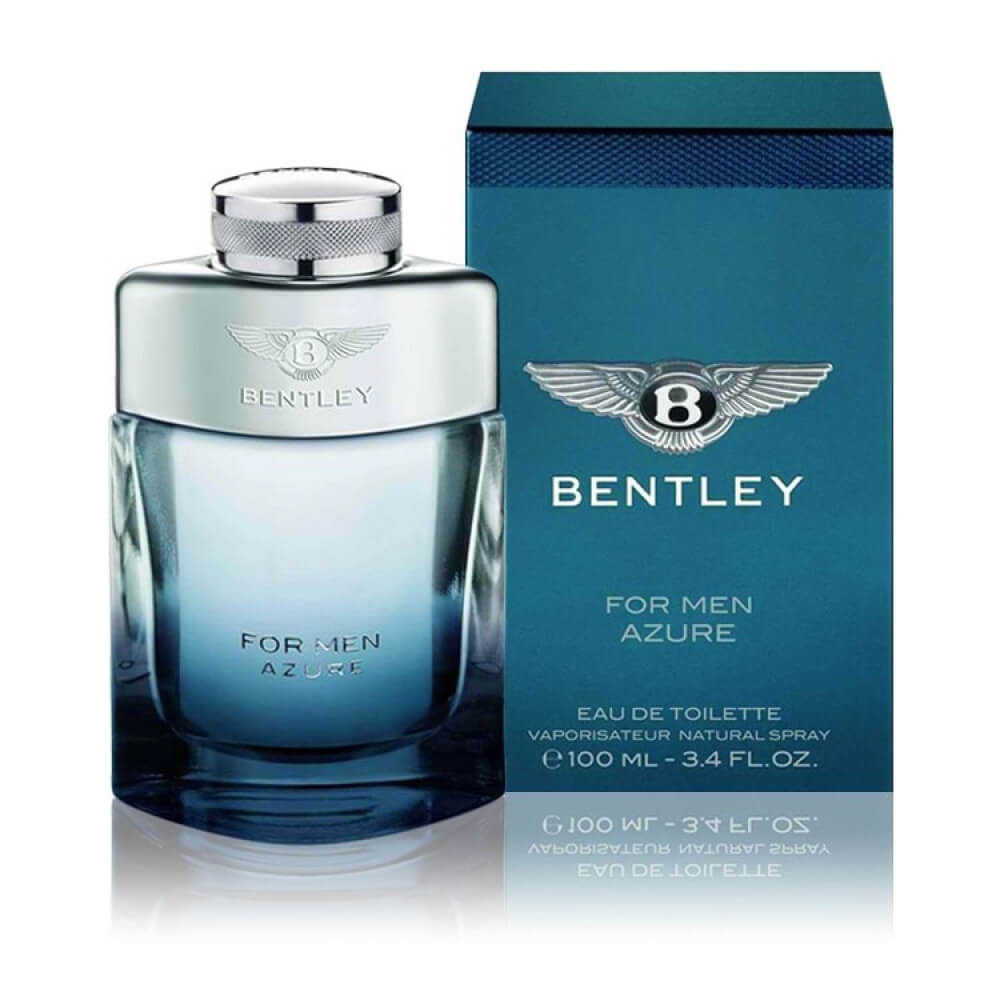 B
BENTLEY
FOR MEN
AZURE
B
BENTLEY
FOR MEN
AZURE
EAU DE TOILETTE
VAPORISATEUR NATURAL SPRAY
℮ 100 ML - 3.4 FL.OZ.